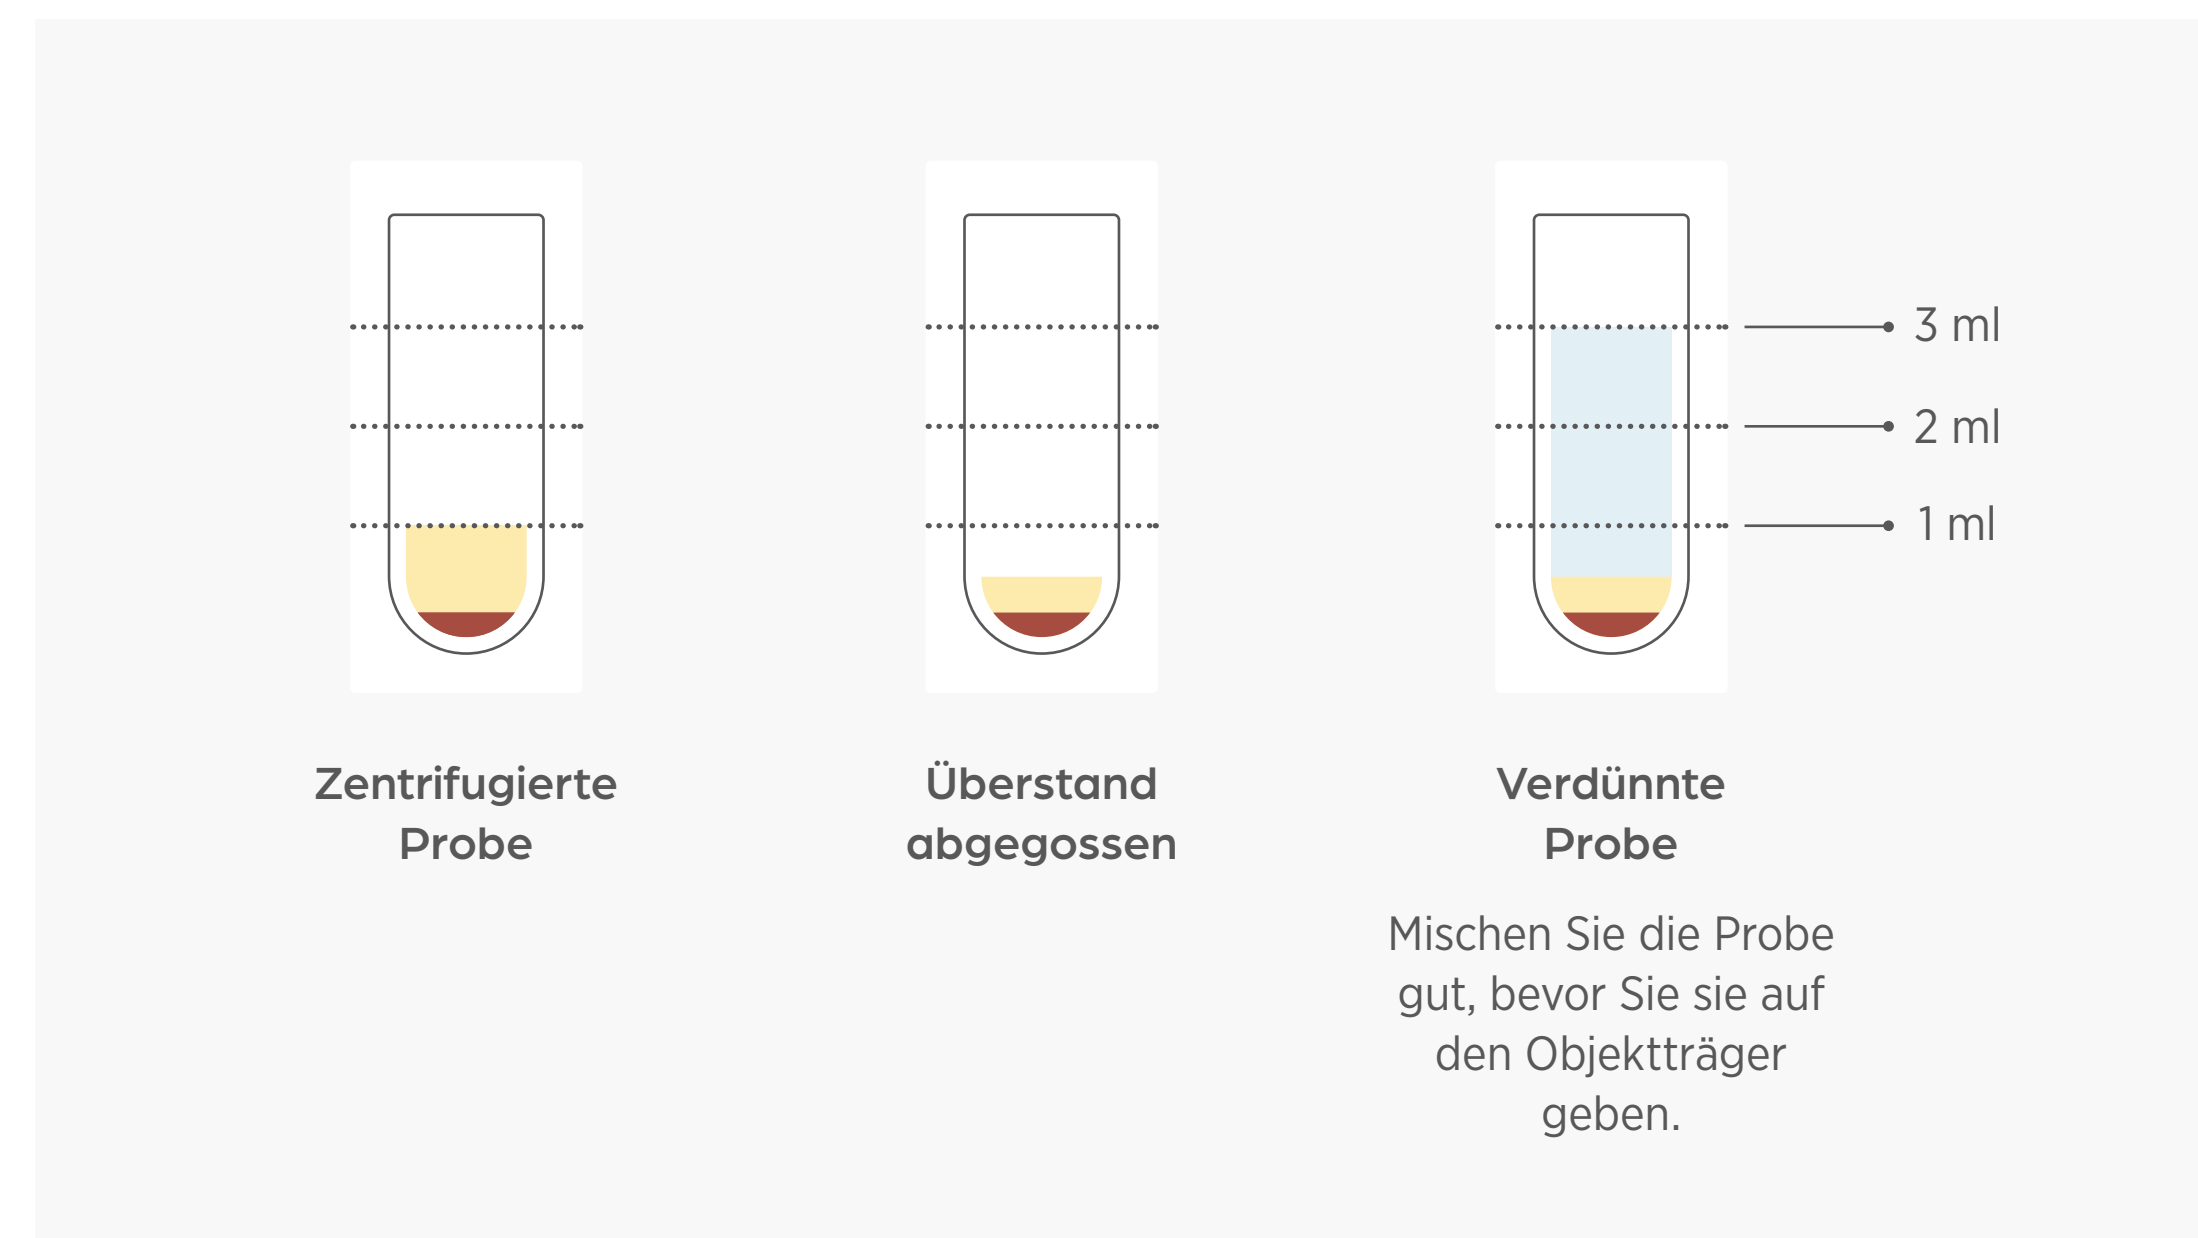 3 ml
2 ml
1 ml
Zentrifugierte
Probe
Überstand
abgegossen
Verdünnte
Probe
Mischen Sie die Probe
gut, bevor Sie sie auf
den Objektträger
geben.